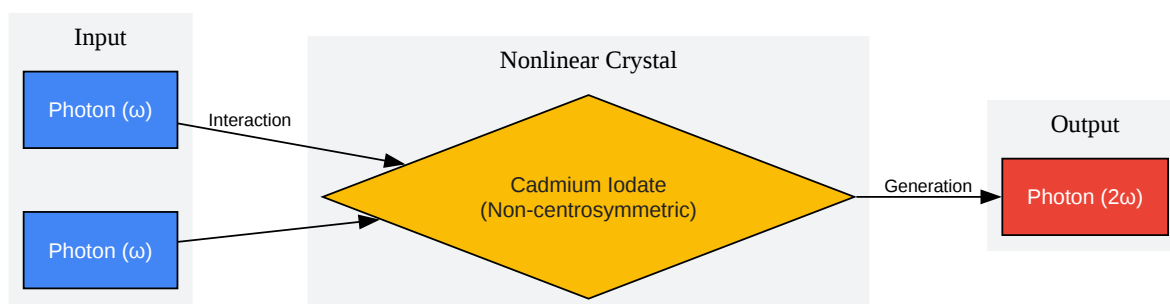 Input
Photon (ω)
Photon (ω)
Interaction
Nonlinear Crystal
Cadmium Iodate
(Non-centrosymmetric)
Generation
Output
Photon (2ω)